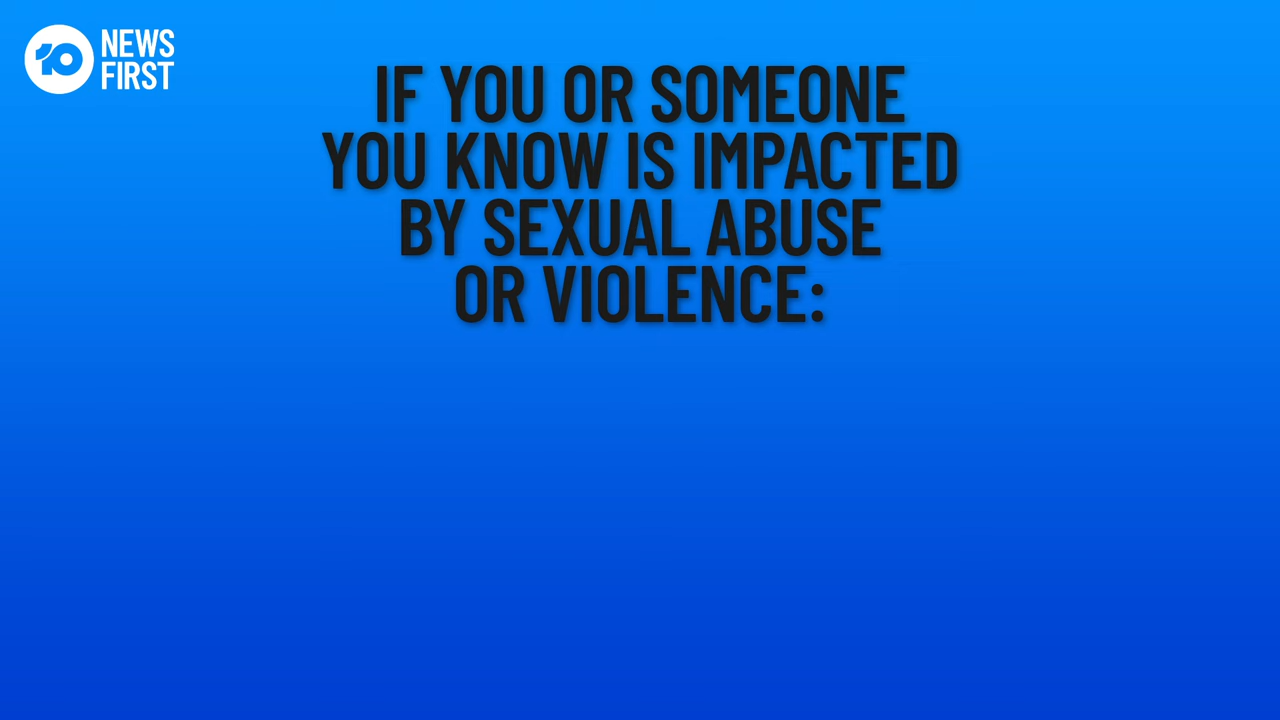 10 NEWS
FIRST
IF YOU OR SOMEONE
YOU KNOW IS IMPACTED
BY SEXUAL ABUSE
OR VIOLENCE: